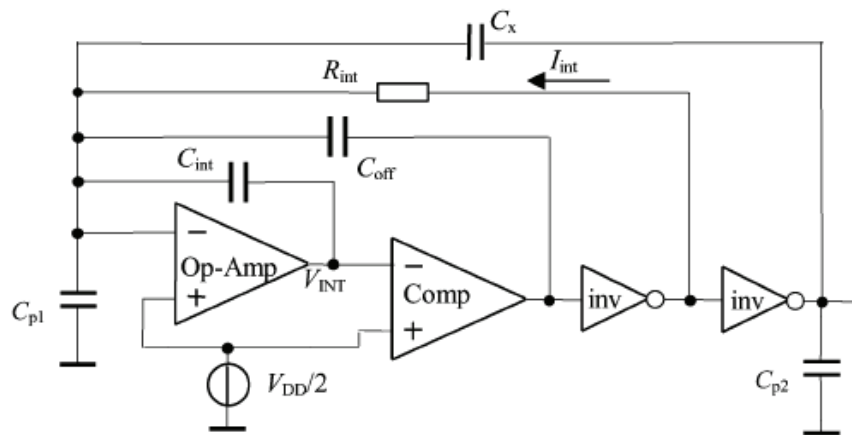 Cx
Rint
Iint
Cint
Coff
−
Op-Amp
+
VINT
−
Comp
+
inv
inv
Cp1
VDD/2
Cp2